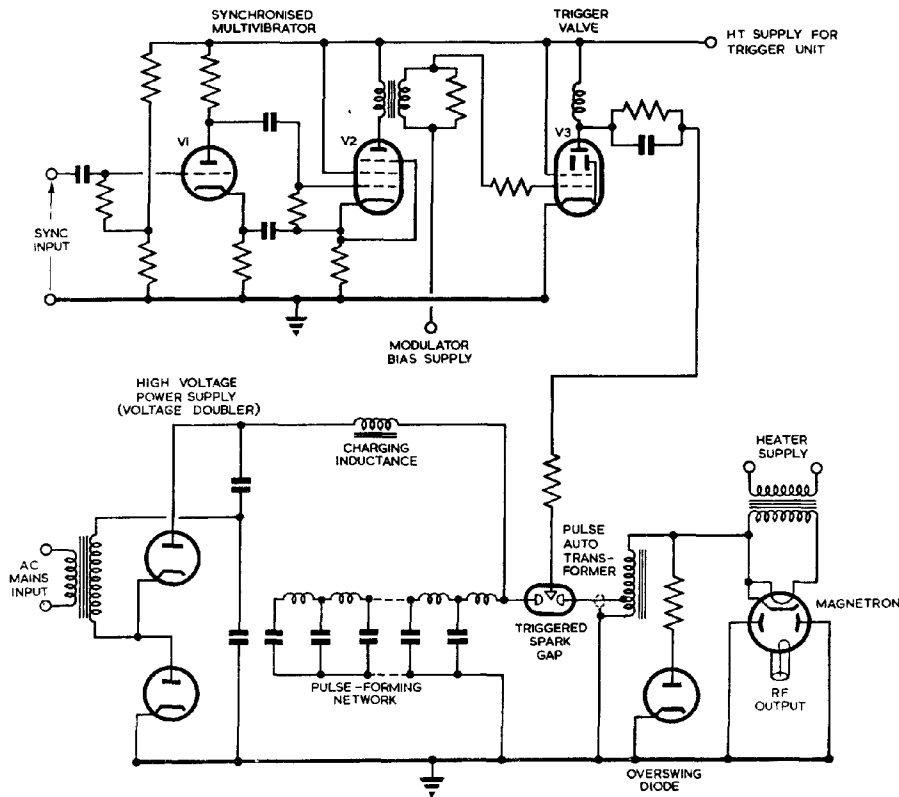 SYNCHRONISED
MULTIVIBRATOR
TRIGGER
VALVE
HT SUPPLY FOR
TRIGGER UNIT
V1
V2
V3
SYNC
INPUT
MODULATOR
BIAS SUPPLY
HIGH VOLTAGE
POWER SUPPLY
(VOLTAGE DOUBLER)
CHARGING
INDUCTANCE
HEATER
SUPPLY
AC
MAINS
INPUT
PULSE
AUTO
TRANS-
FORMER
TRIGGERED
SPARK
GAP
MAGNETRON
PULSE-FORMING
NETWORK
RF
OUTPUT
OVERSWING
DIODE